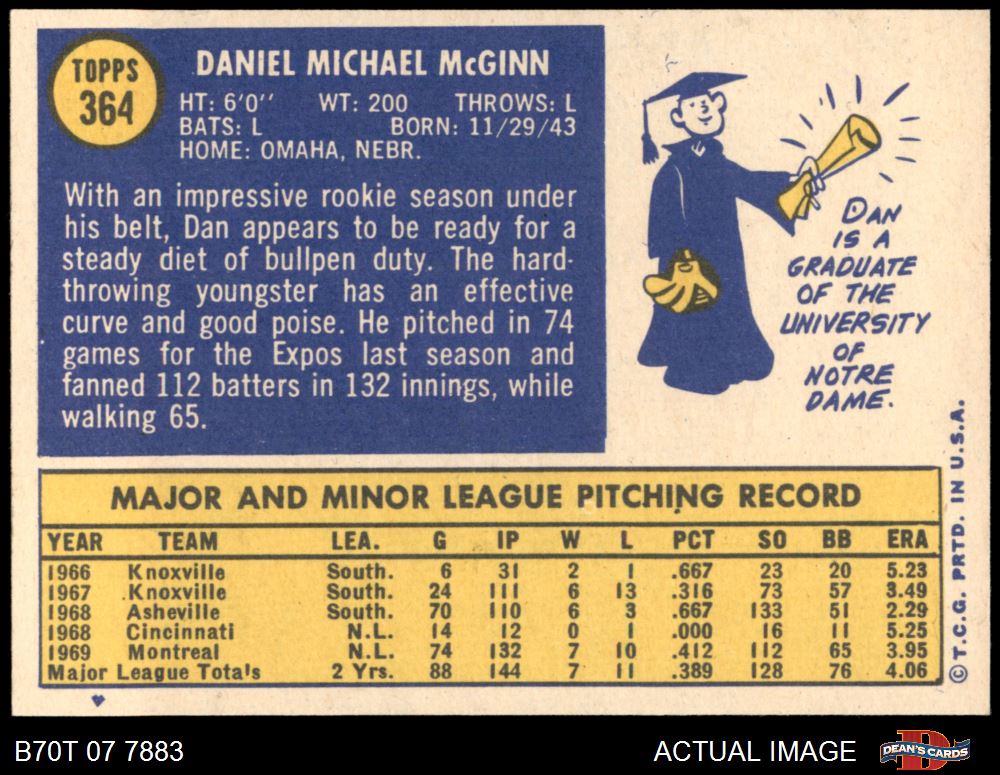 TOPPS
364
DANIEL MICHAEL McGINN
HT: 6'0'' WT: 200 THROWS: L
BATS: L BORN: 11/29/43
HOME: OMAHA, NEBR.
With an impressive rookie season under
his belt, Dan appears to be ready for a
steady diet of bullpen duty. The hard-
throwing youngster has an effective
curve and good poise. He pitched in 74
games for the Expos last season and
fanned 112 batters in 132 innings, while
walking 65.
DAN
IS A
GRADUATE
OF THE
UNIVERSITY
OF
NOTRE
DAME.
MAJOR AND MINOR LEAGUE PITCHING RECORD
YEAR TEAM LEA. G IP W L PCT SO BB ERA
1966 Knoxville South. 6 31 2 1 .667 23 20 5.23
1967 Knoxville South. 24 111 6 13 .316 73 57 3.49
1968 Asheville South. 70 110 6 3 .667 133 51 2.29
1968 Cincinnati N.L. 14 12 0 1 .000 16 11 5.25
1969 Montreal N.L. 74 132 7 10 .412 112 65 3.95
Major League Totals 2 Yrs. 88 144 7 11 .389 128 76 4.06
© T.C.G. PRTD. IN U.S.A.
B70T 07 7883 ACTUAL IMAGE
D
DEAN'S CARDS